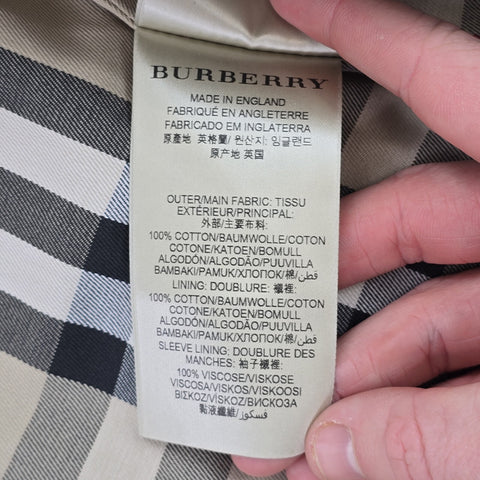 BURBERRY
MADE IN ENGLAND
FABRIQUÉ EN ANGLETERRE
FABRICADO EM INGLATERRA
原產地 英格蘭/ 원산지: 잉글랜드
原产地: 英国
OUTER/MAIN FABRIC: TISSU
EXTÉRIEUR/PRINCIPAL:
外部/主要布料:
100% COTTON/BAUMWOLLE/COTON
COTONE/KATOEN/BOMULL
ALGODÓN/ALGODÃO/PUUVILLA
ΒΑΜΒΑΚΙ/PAMUK/ХЛОПОК/棉/قطن
LINING: DOUBLURE: 襯裡:
100% COTTON/BAUMWOLLE/COTON
COTONE/KATOEN/BOMULL
ALGODÓN/ALGODÃO/PUUVILLA
ΒΑΜΒΑΚΙ/PAMUK/ХЛОПОК/棉/قطن
SLEEVE LINING: DOUBLURE DES
MANCHES: 袖子襯裡:
100% VISCOSE/VISKOSE
VISCOSA/VISKOS/VISKOOSI
ΒΙΣΚΟΖ/VİSKOZ/ВИСКОЗА
黏液纖維/فسكوز